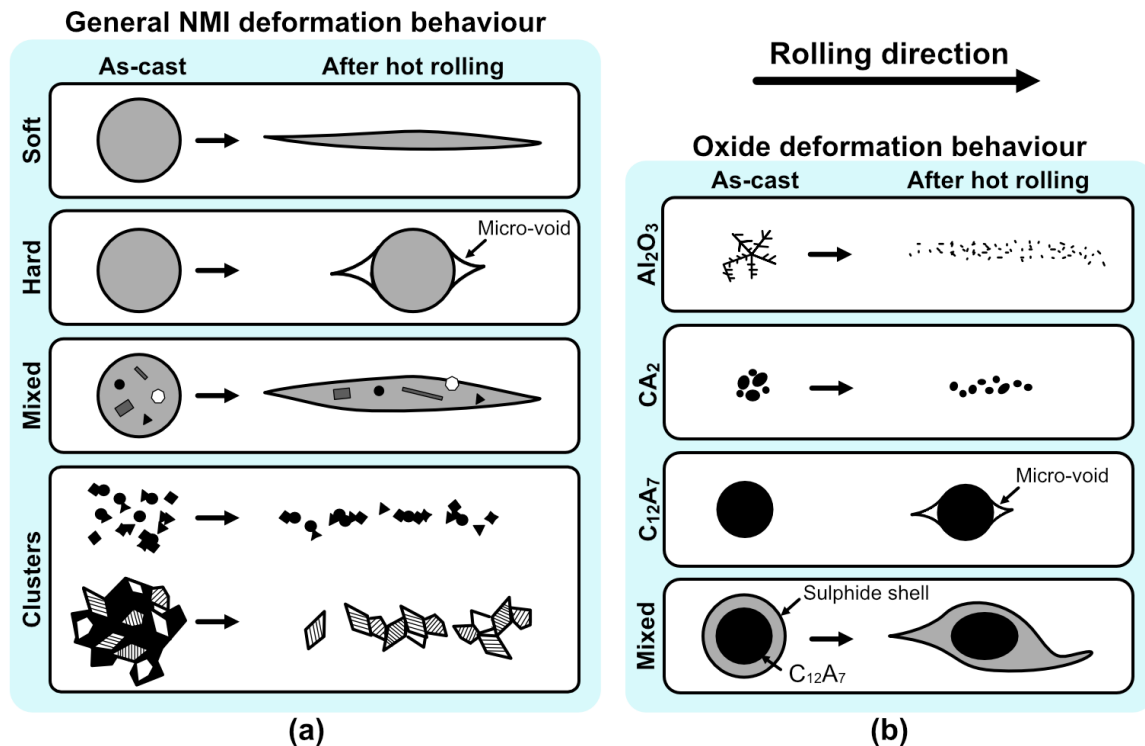 General NMI deformation behaviour
As-cast After hot rolling
Soft
Hard
Micro-void
Mixed
Clusters
(a)
Rolling direction
Oxide deformation behaviour
As-cast After hot rolling
Al₂O₃
CA₂
C₁₂A₇
Micro-void
Mixed
Sulphide shell
C₁₂A₇
(b)